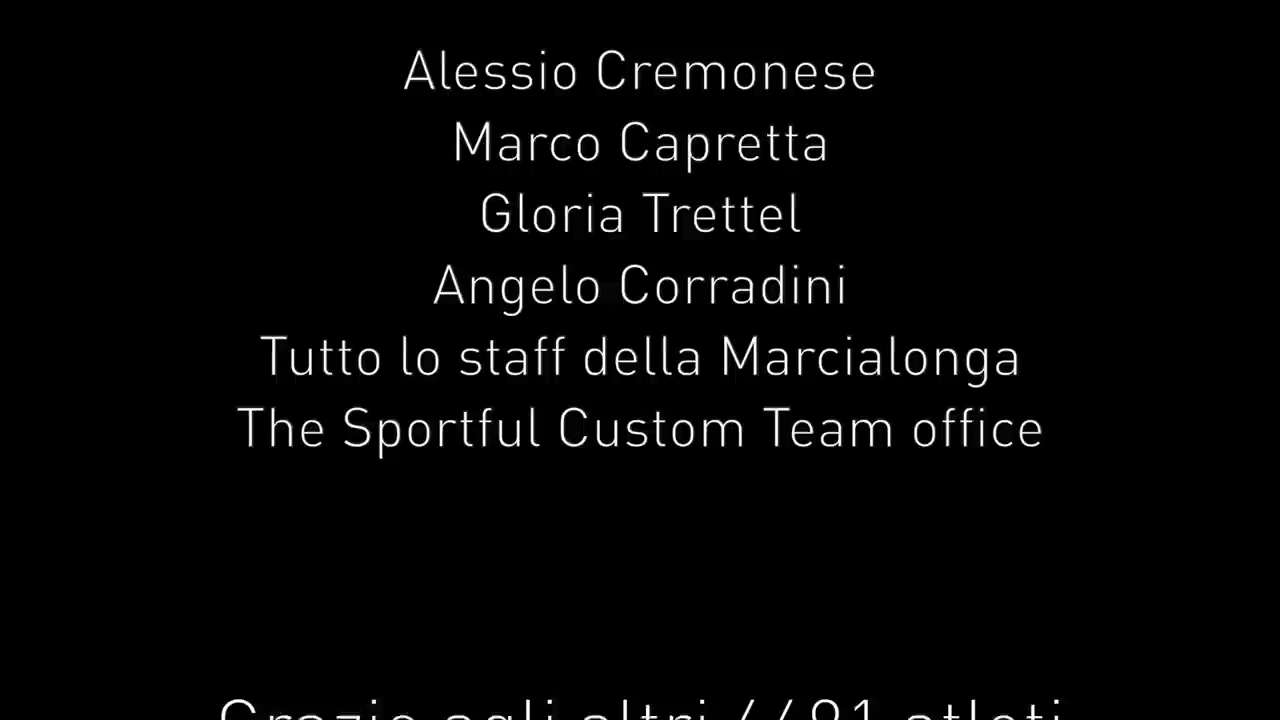 Alessio Cremonese
Marco Capretta
Gloria Trettel
Angelo Corradini
Tutto lo staff della Marcialonga
The Sportful Custom Team office
Grazie agli altri atleti